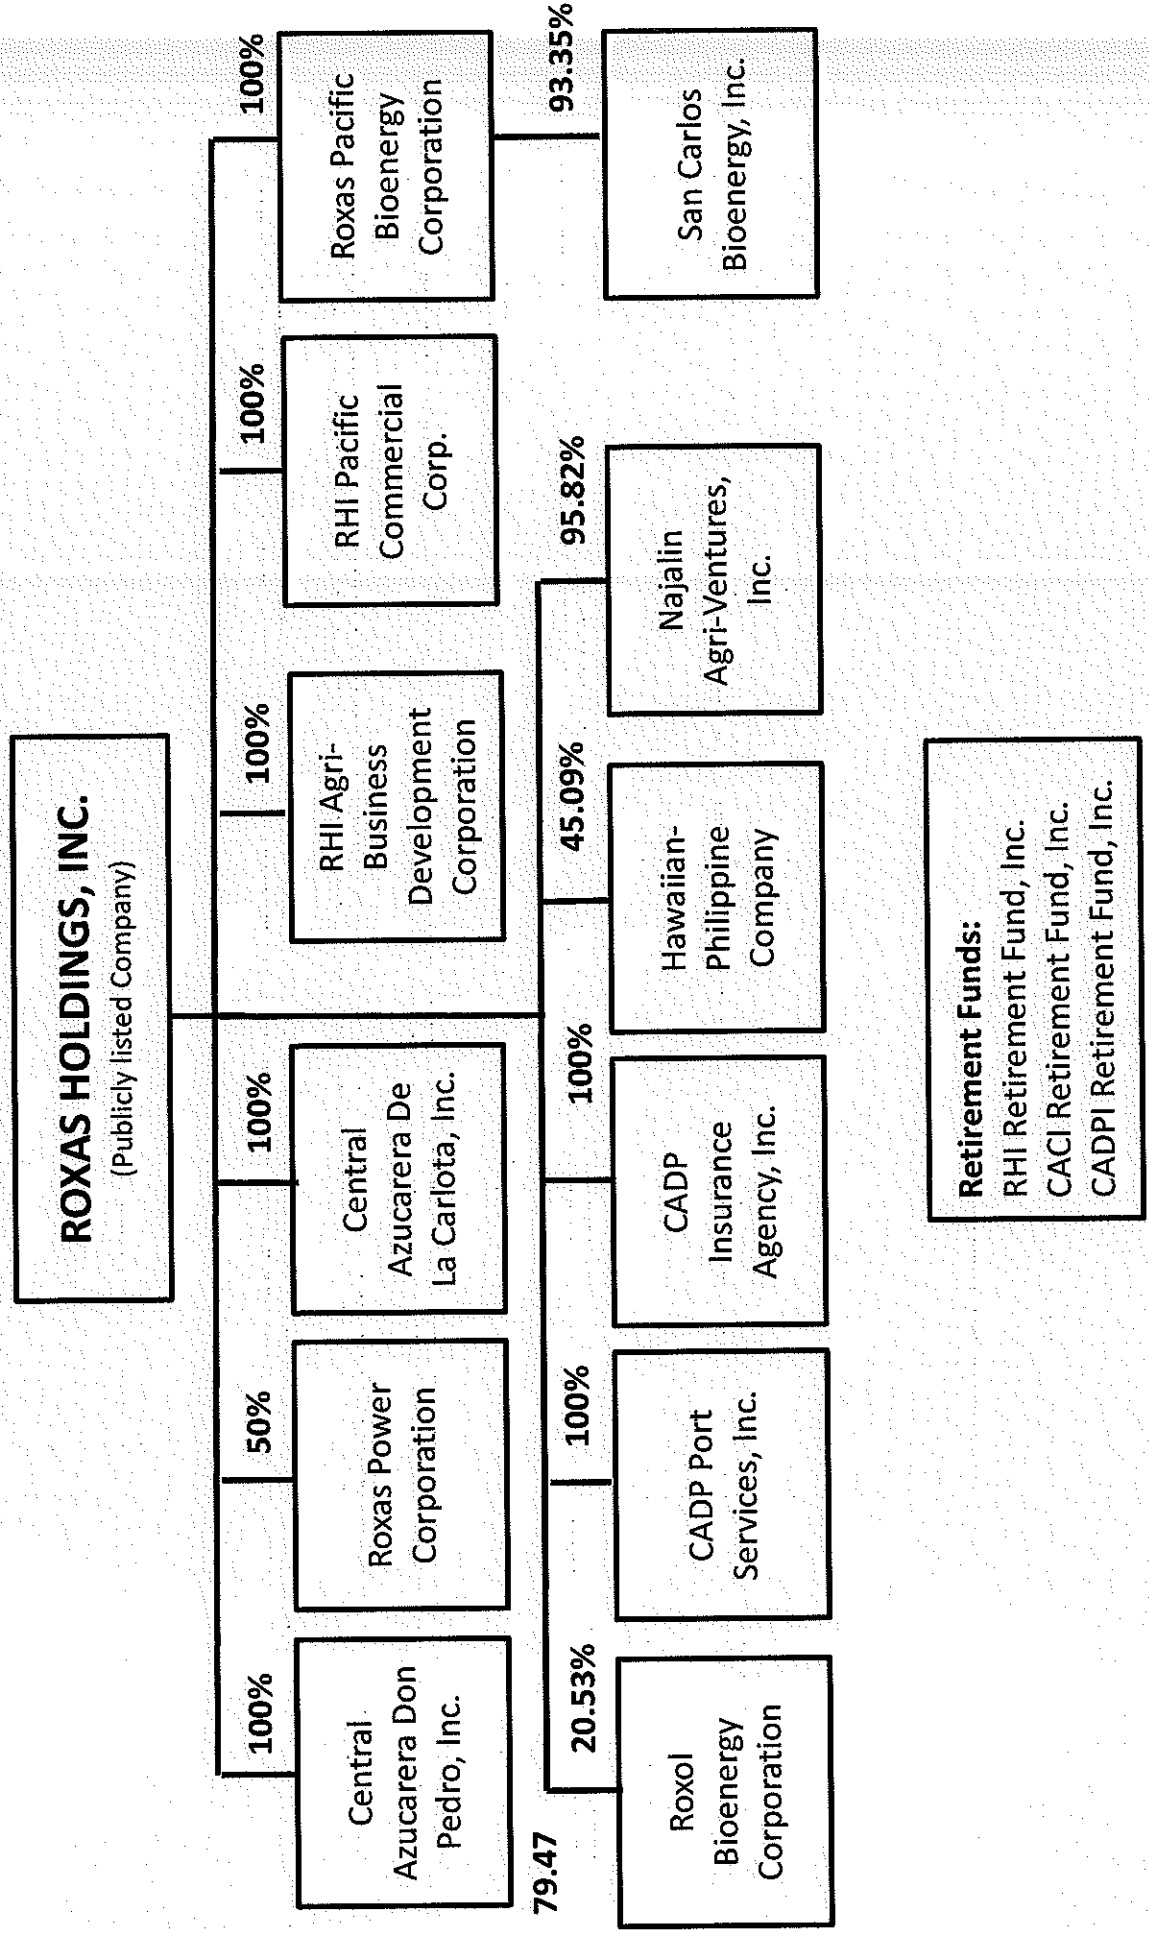 ROXAS HOLDINGS, INC.
(Publicly listed Company)
100%
Central
Azucarera Don
Pedro, Inc.
50%
Roxas Power
Corporation
100%
Central
Azucarera De
La Carlota, Inc.
100%
RHI Agri-
Business
Development
Corporation
100%
RHI Pacific
Commercial
Corp.
100%
Roxas Pacific
Bioenergy
Corporation
79.47
20.53%
Roxol
Bioenergy
Corporation
100%
CADP Port
Services, Inc.
100%
CADP
Insurance
Agency, Inc.
45.09%
Hawaiian-
Philippine
Company
95.82%
Najalin
Agri-Ventures,
Inc.
93.35%
San Carlos
Bioenergy, Inc.
Retirement Funds:
RHI Retirement Fund, Inc.
CACI Retirement Fund, Inc.
CADPI Retirement Fund, Inc.